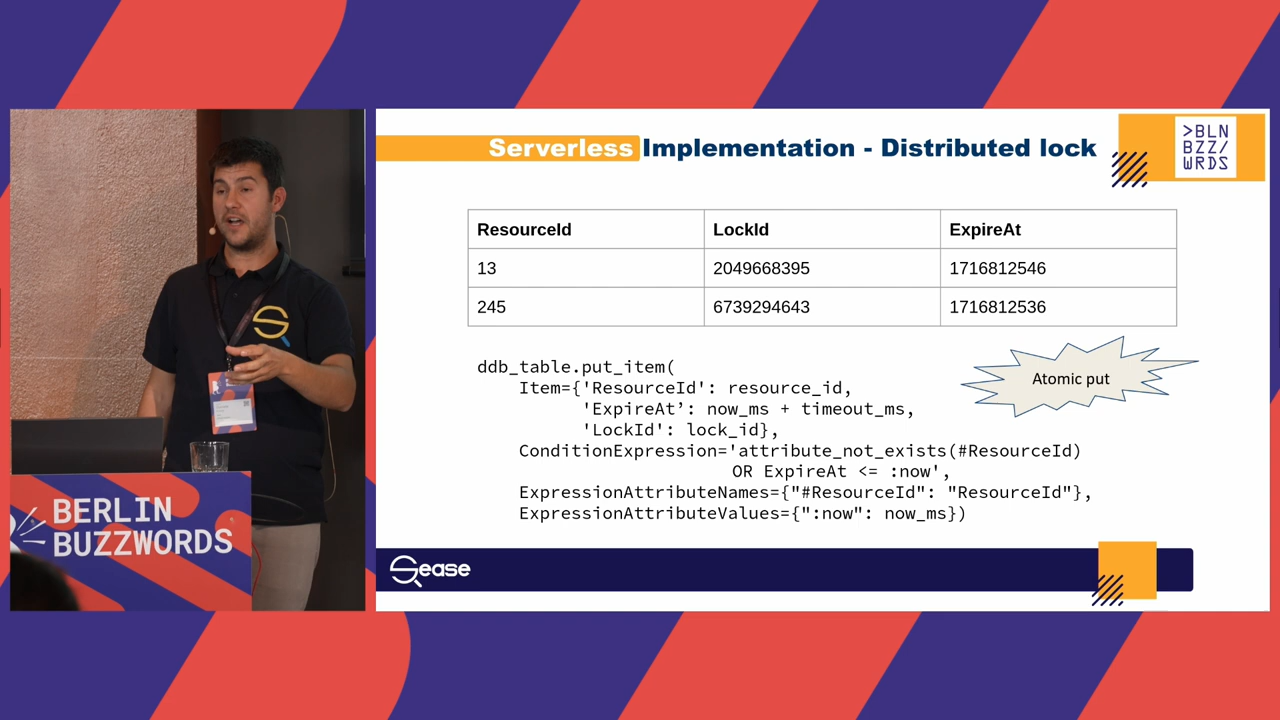 Serverless Implementation - Distributed lock
>BLN
BZZ/
WRDS
ResourceId LockId ExpireAt
13 2049668395 1716812546
245 6739294643 1716812536
ddb_table.put_item(
Item={'ResourceId': resource_id,
'ExpireAt’: now_ms + timeout_ms,
'LockId': lock_id},
ConditionExpression='attribute_not_exists(#ResourceId)
OR ExpireAt <= :now',
ExpressionAttributeNames={"#ResourceId": "ResourceId"},
ExpressionAttributeValues={":now": now_ms})
Atomic put
Sease
BERLIN
BUZZWORDS